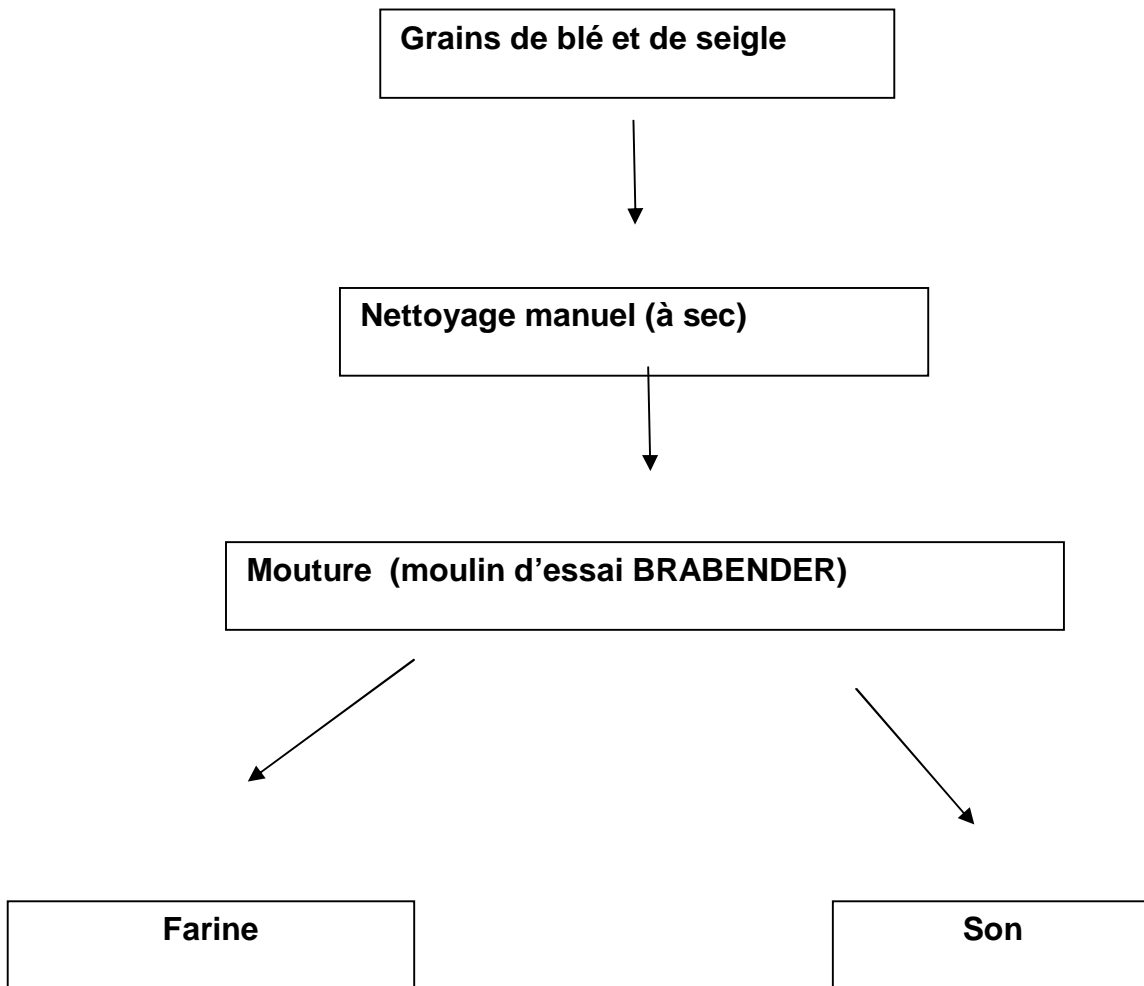 Grains de blé et de seigle
Nettoyage manuel (à sec)
Mouture  (moulin d’essai BRABENDER)
Farine
Son